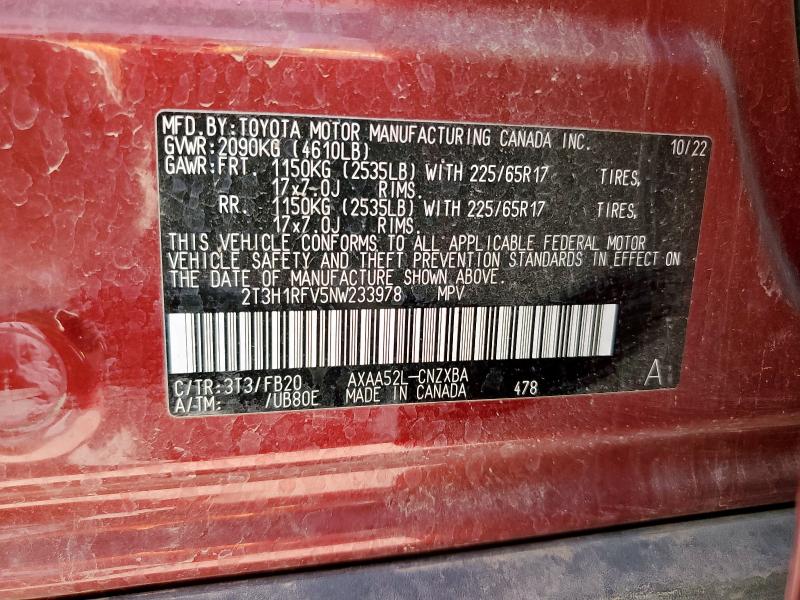 MFD.BY:TOYOTA MOTOR MANUFACTURING CANADA INC. 10/22
GVWR:2090KG (4610LB)
GAWR:FRT. 1150KG (2535LB) WITH 225/65R17 TIRES,
17x7.0J RIMS.
RR. 1150KG (2535LB) WITH 225/65R17 TIRES,
17x7.0J RIMS.
THIS VEHICLE CONFORMS TO ALL APPLICABLE FEDERAL MOTOR
VEHICLE SAFETY AND THEFT PREVENTION STANDARDS IN EFFECT ON
THE DATE OF MANUFACTURE SHOWN ABOVE.
2T3H1RFV5NW233978 MPV
C/TR:3T3/FB20 AXAA52L-CNZXBA
A/TM: /UB80E MADE IN CANADA 478 A